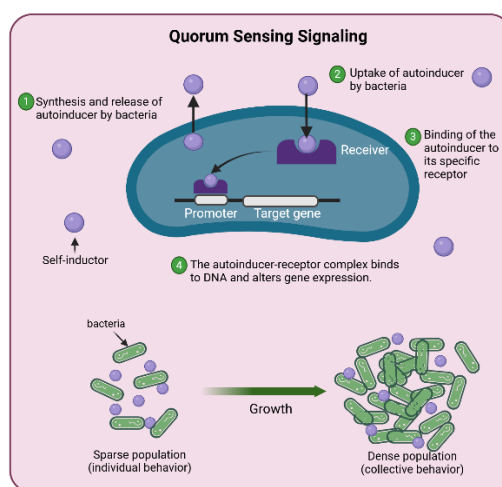 Quorum Sensing Signaling
1 Synthesis and release of
autoinducer by bacteria
2 Uptake of autoinducer
by bacteria
3 Binding of the
autoinducer to
its specific
receptor
Receiver
Promoter
Target gene
Self-inductor
4 The autoinducer-receptor complex binds
to DNA and alters gene expression.
bacteria
Growth
Sparse population
(individual behavior)
Dense population
(collective behavior)